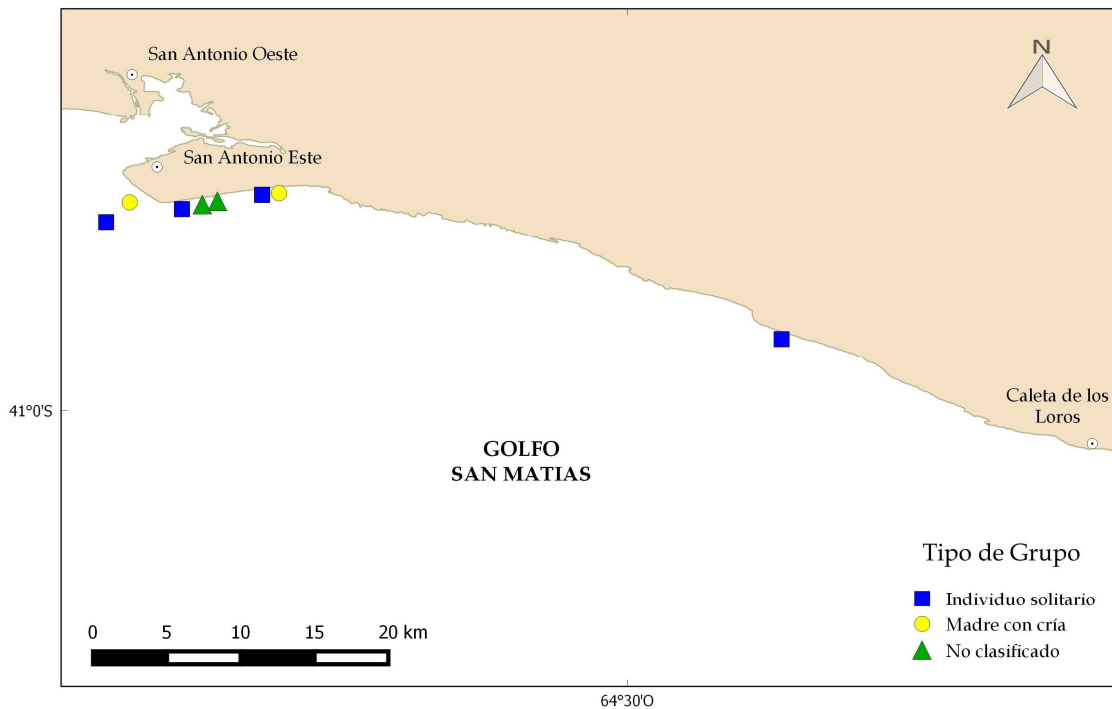 N
San Antonio Oeste
San Antonio Este
41°0'S
Caleta de los
Loros
GOLFO
SAN MATIAS
Tipo de Grupo
Individuo solitario
Madre con cría
No clasificado
0 5 10 15 20 km
64°30'O